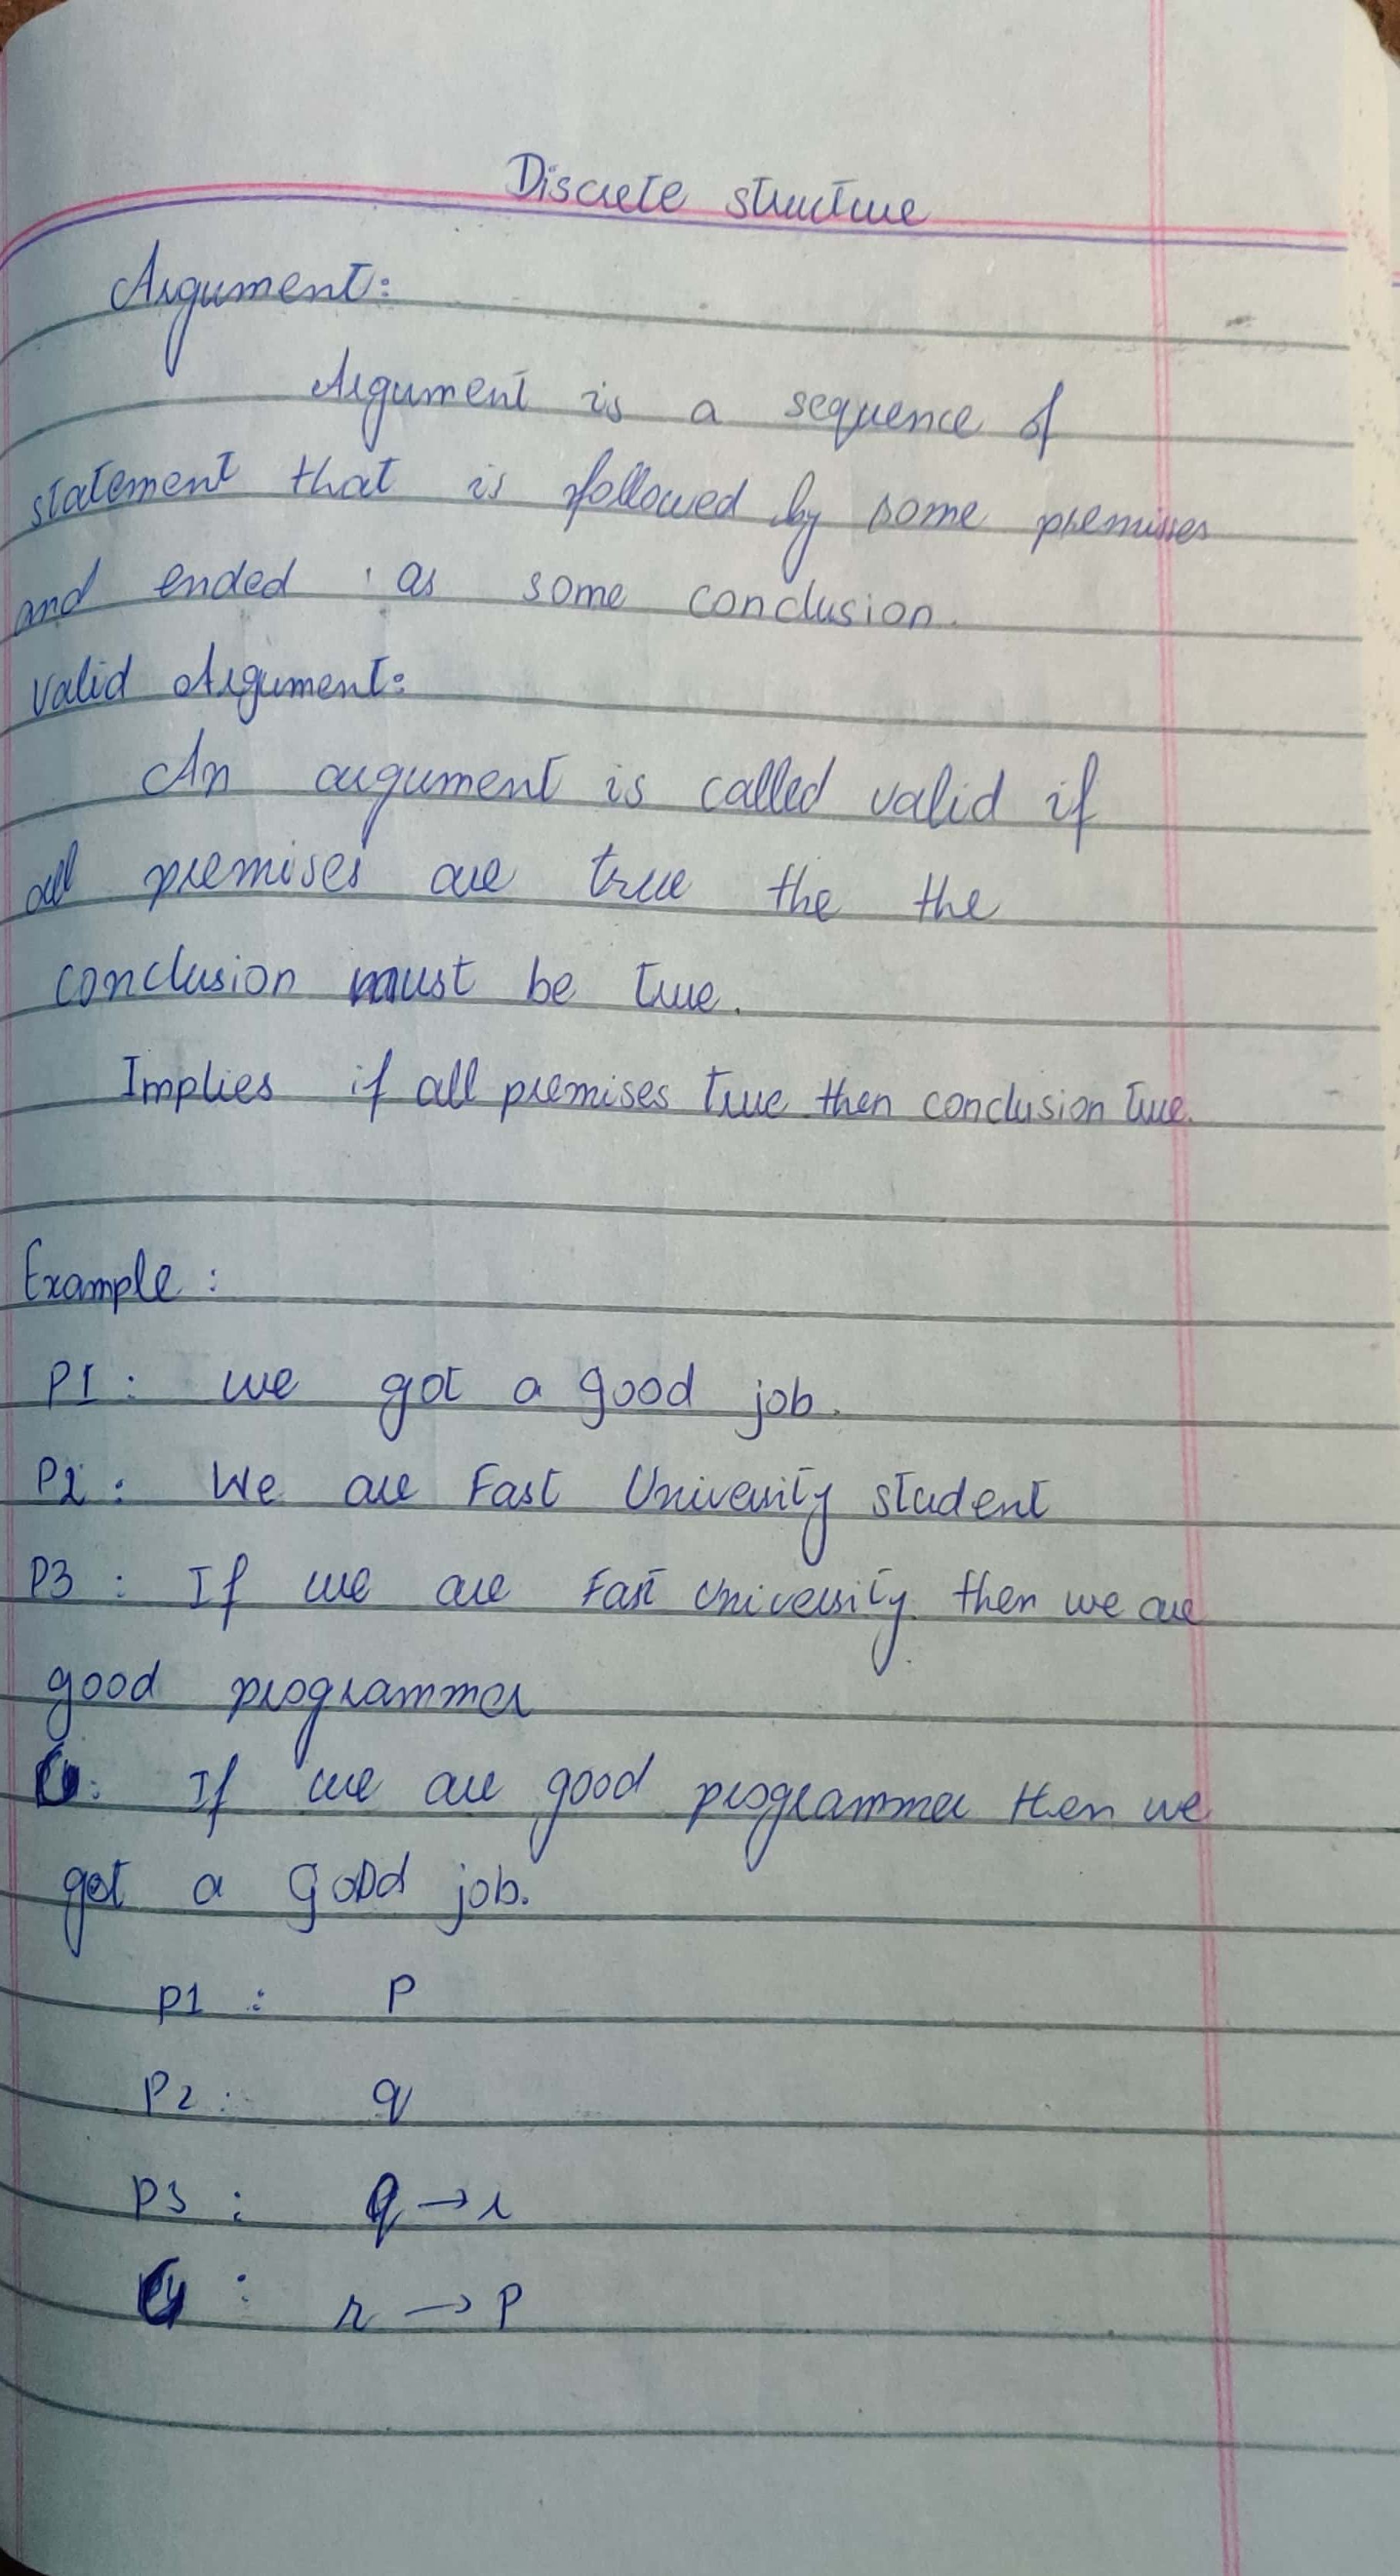 Discrete structure
Argument:
Argument is a sequence of
statement that is followed by some premises
and ended as some conclusion.
Valid Argument:
An argument is called valid if
all premises are true the the
conclusion must be true.
Implies if all premises true then conclusion true.
Example :
P1 : we got a good job.
P2 : We are Fast University student
P3 : If we are Fast University then we are
good programmer
C : If we are good programmer then we
got a good job.
P1 : P
P2 : q
P3 : q → r
C : r → P